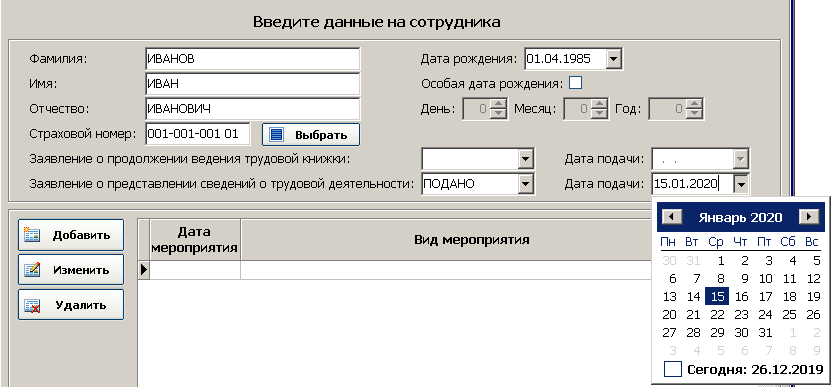 Введите данные на сотрудника
Фамилия: ИВАНОВ Дата рождения: 01.04.1985
Имя: ИВАН Особая дата рождения:
Отчество: ИВАНОВИЧ День: 0 Месяц: 0 Год: 0
Страховой номер: 001-001-001 01 Выбрать
Заявление о продолжении ведения трудовой книжки: Дата подачи: . .
Заявление о представлении сведений о трудовой деятельности: ПОДАНО Дата подачи: 15.01.2020
Добавить
Изменить
Удалить
Дата
мероприятия
Вид мероприятия
Январь 2020
Пн Вт Ср Чт Пт Сб Вс
30 31 1 2 3 4 5
6 7 8 9 10 11 12
13 14 15 16 17 18 19
20 21 22 23 24 25 26
27 28 29 30 31 1 2
3 4 5 6 7 8 9
Сегодня: 26.12.2019